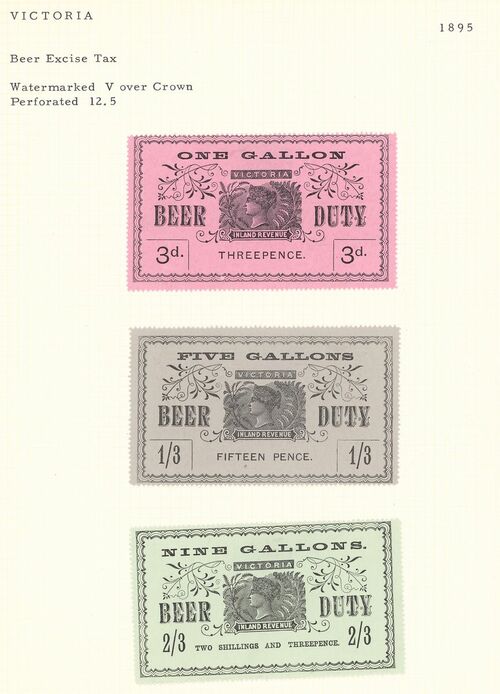 VICTORIA
1895
Beer Excise Tax
Watermarked V over Crown
Perforated 12.5
ONE GALLON
VICTORIA
BEER DUTY
INLAND REVENUE
3d. THREEPENCE. 3d.
FIVE GALLONS
VICTORIA
BEER DUTY
INLAND REVENUE
1/3 FIFTEEN PENCE. 1/3
NINE GALLONS.
VICTORIA
BEER DUTY
INLAND REVENUE
2/3 TWO SHILLINGS AND THREEPENCE. 2/3